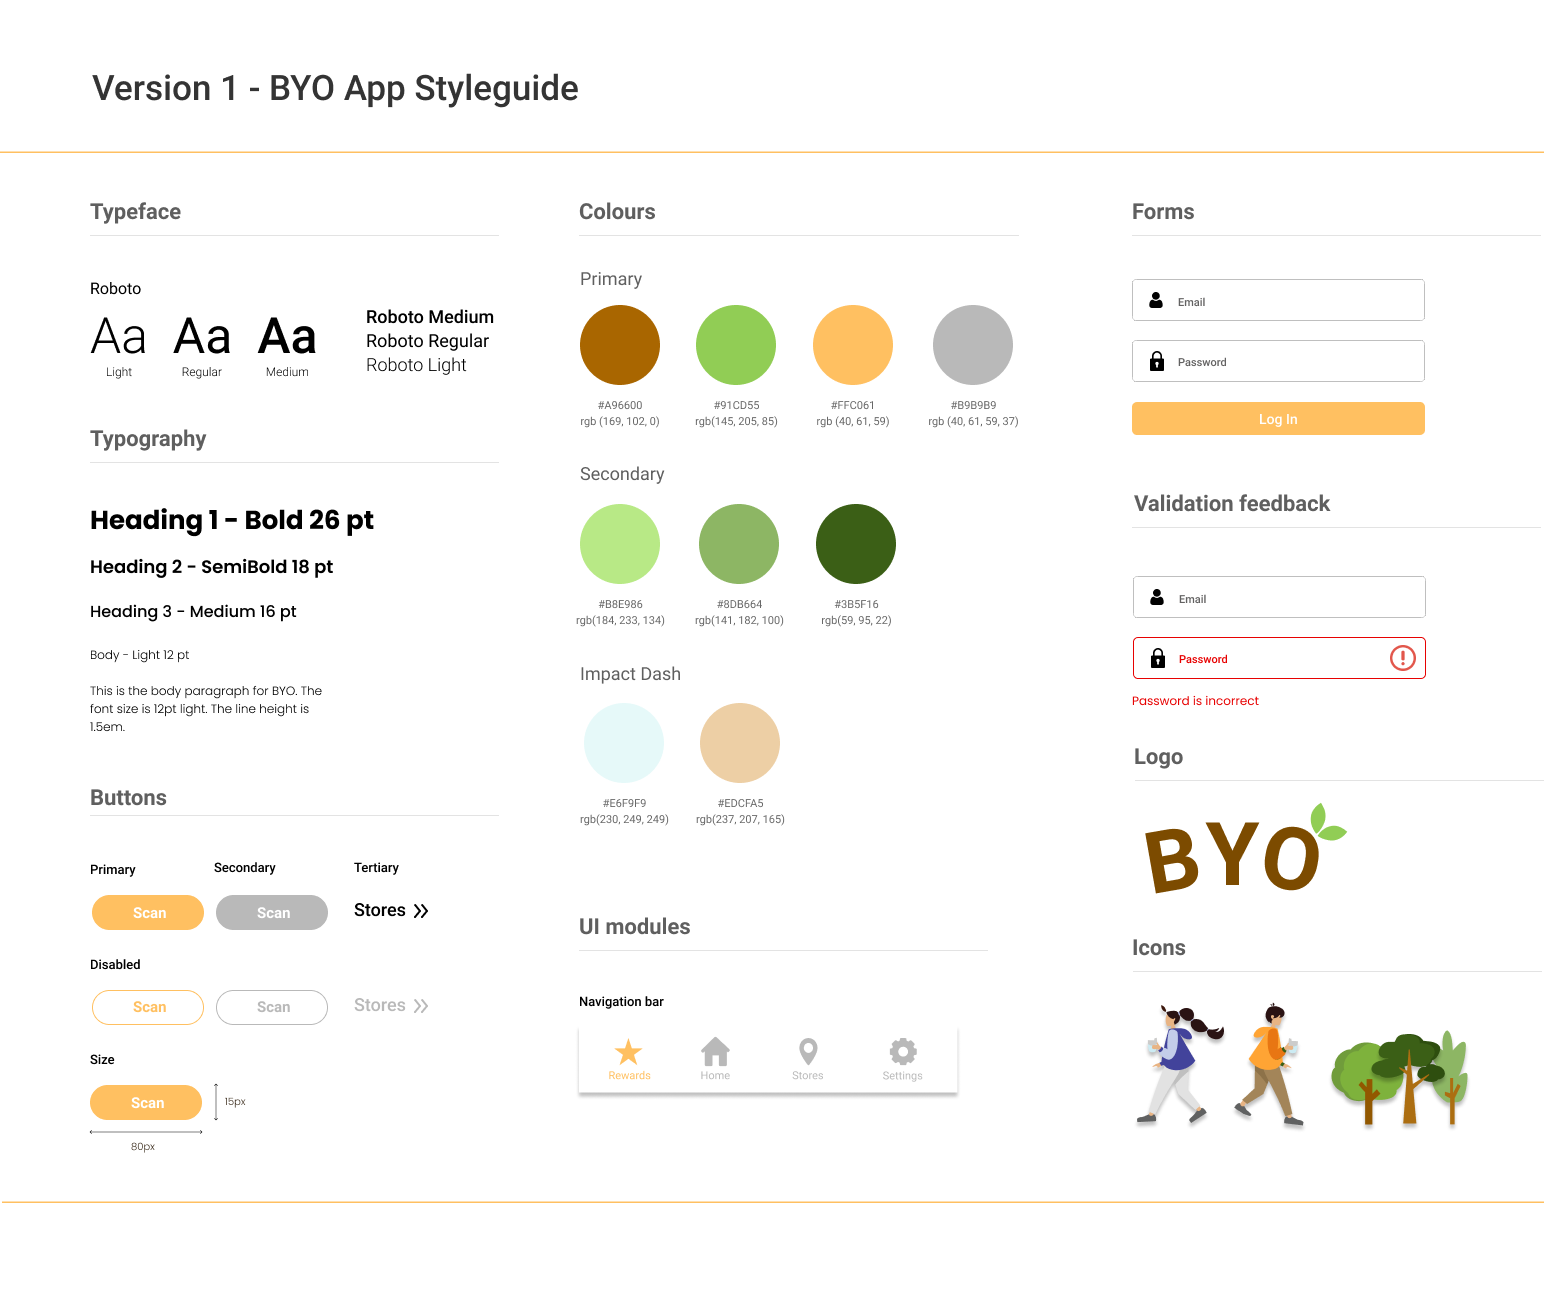 Version 1 - BYO App Styleguide
Typeface
Roboto
Aa Aa Aa
Light Regular Medium
Roboto Medium
Roboto Regular
Roboto Light
Typography
Heading 1 - Bold 26 pt
Heading 2 - SemiBold 18 pt
Heading 3 - Medium 16 pt
Body - Light 12 pt
This is the body paragraph for BYO. The
font size is 12pt light. The line height is
1.5em.
Buttons
Primary Secondary Tertiary
Scan Scan Stores
Disabled
Scan Scan Stores
Size
Scan 15px
80px
Colours
Primary
#A96600 #91CD55 #FFC061 #B9B9B9
rgb (169, 102, 0) rgb(145, 205, 85) rgb (40, 61, 59) rgb (40, 61, 59, 37)
Secondary
#B8E986 #8DB664 #3B5F16
rgb(184, 233, 134) rgb(141, 182, 100) rgb(59, 95, 22)
Impact Dash
#E6F9F9 #EDCFA5
rgb(230, 249, 249) rgb(237, 207, 165)
UI modules
Navigation bar
Rewards Home Stores Settings
Forms
Email
Password
Log In
Validation feedback
Email
Password
Password is incorrect
Logo
BYO
Icons